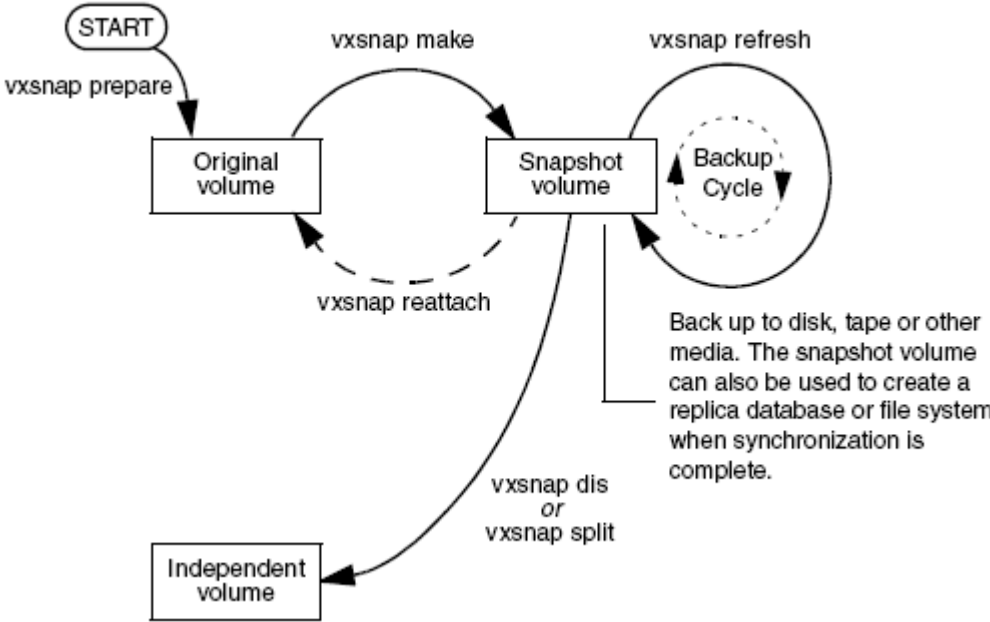 START
vxsnap make
vxsnap refresh
vxsnap prepare
Original
volume
Snapshot
volume
Backup
Cycle
vxsnap reattach
Back up to disk, tape or other
media. The snapshot volume
can also be used to create a
replica database or file system
when synchronization is
complete.
vxsnap dis
or
vxsnap split
Independent
volume